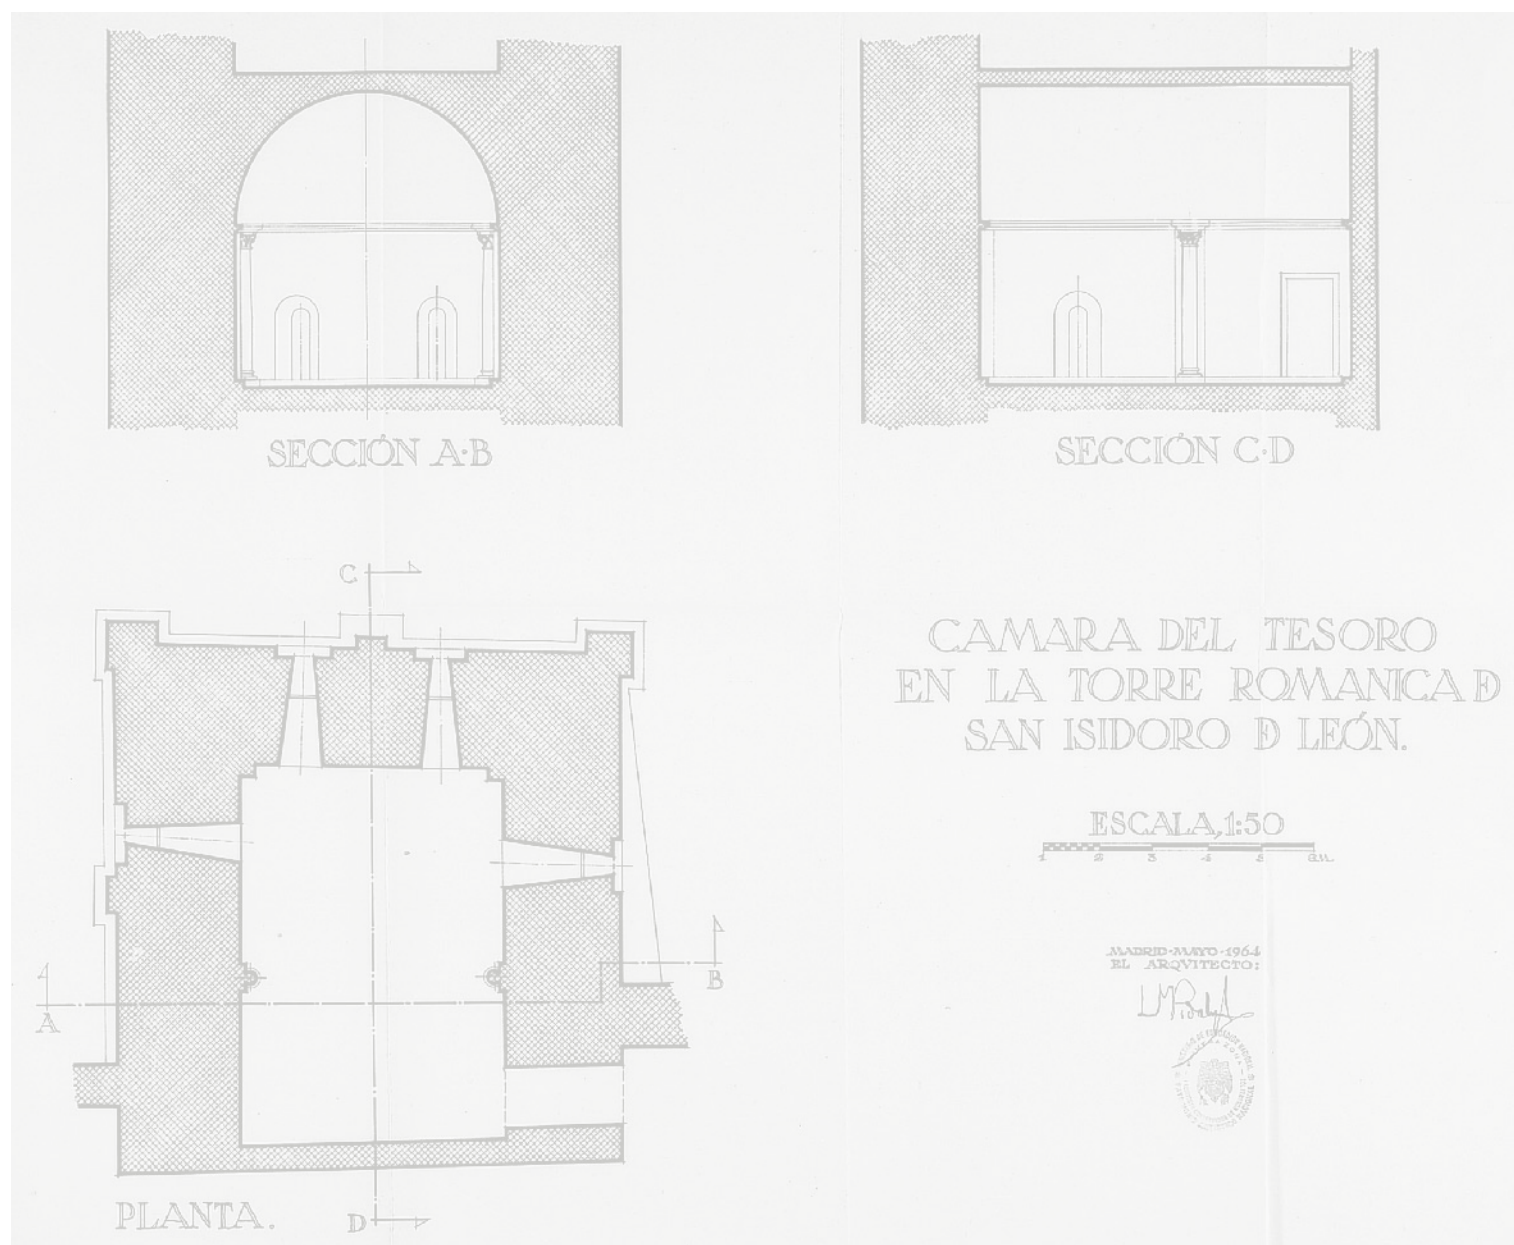 SECCIÓN A·B
SECCIÓN C·D
C
A
B
D
PLANTA.
CAMARA DEL TESORO
EN LA TORRE ROMANICA D
SAN ISIDORO D LEÓN.
ESCALA, 1:50
1 2 3 4 5 6 M.
MADRID·MAYO·1964
EL ARQVITECTO: